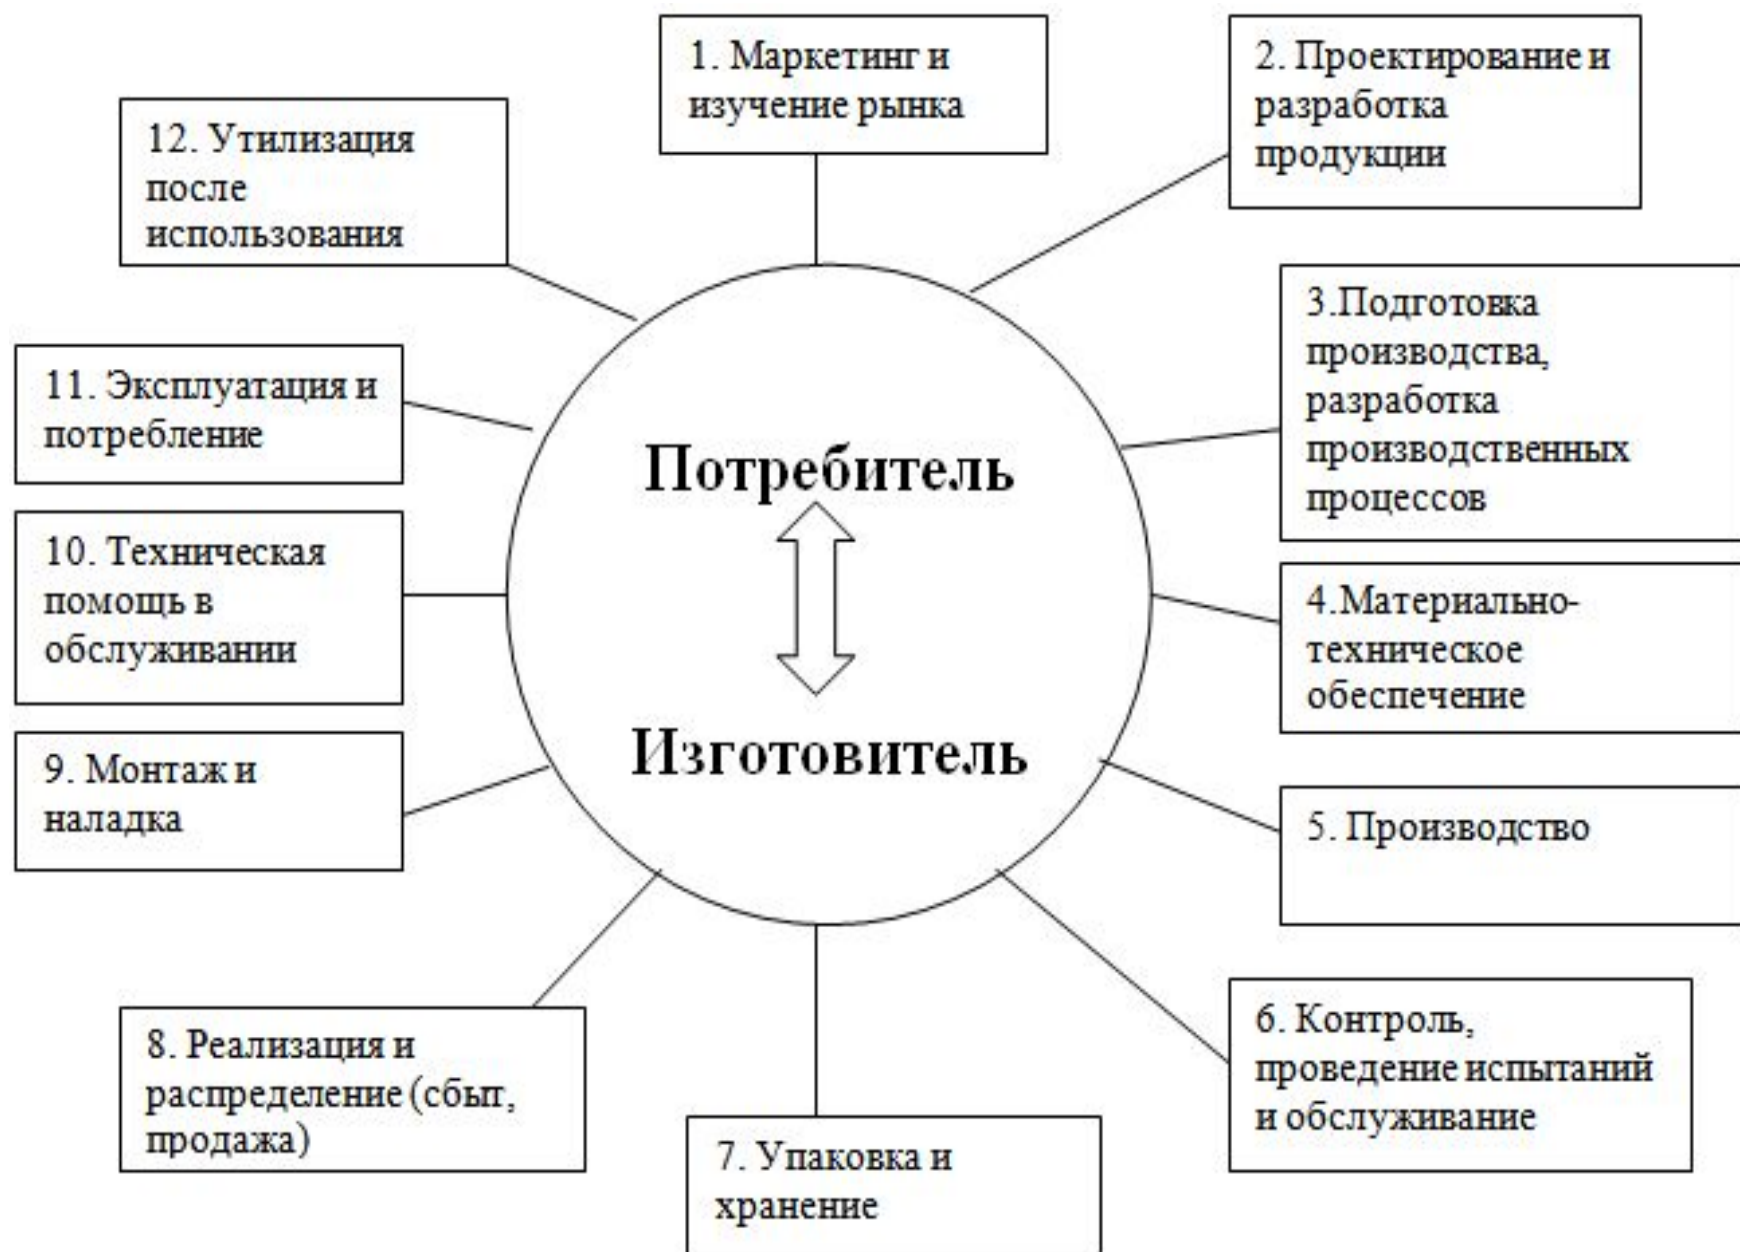 1. Маркетинг и
изучение рынка
2. Проектирование и
разработка
продукции
3.Подготовка
производства,
разработка
производственных
процессов
4.Материально-
техническое
обеспечение
5. Производство
6. Контроль,
проведение испытаний
и обслуживание
7. Упаковка и
хранение
8. Реализация и
распределение (сбыт,
продажа)
9. Монтаж и
наладка
10. Техническая
помощь в
обслуживании
11. Эксплуатация и
потребление
12. Утилизация
после
использования
Потребитель
Изготовитель